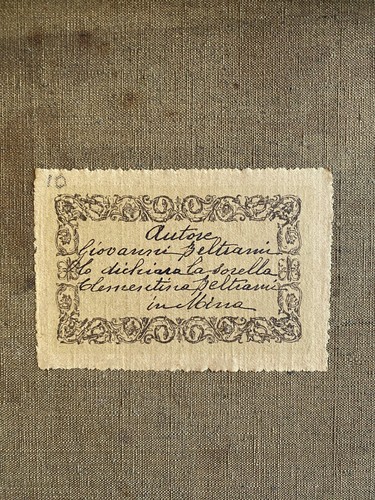 10
Autore
Giovanni Beltrami
Lo dichiara la sorella
Clementina Beltrami
in Mina